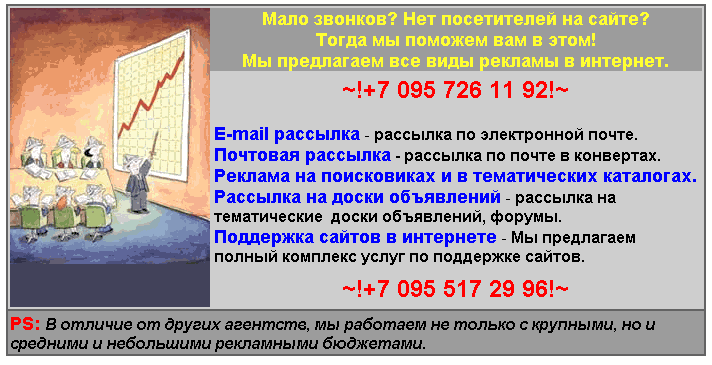 Мало звонков? Нет посетителей на сайте?
Тогда мы поможем вам в этом!
Мы предлагаем все виды рекламы в интернет.
~!+7 095 726 11 92!~
E-mail рассылка - рассылка по электронной почте.
Почтовая рассылка - рассылка по почте в конвертах.
Реклама на поисковиках и в тематических каталогах.
Рассылка на доски объявлений - рассылка на
тематические доски объявлений, форумы.
Поддержка сайтов в интернете - Мы предлагаем
полный комплекс услуг по поддержке сайтов.
~!+7 095 517 29 96!~
PS: В отличие от других агентств, мы работаем не только с крупными, но и
средними и небольшими рекламными бюджетами.